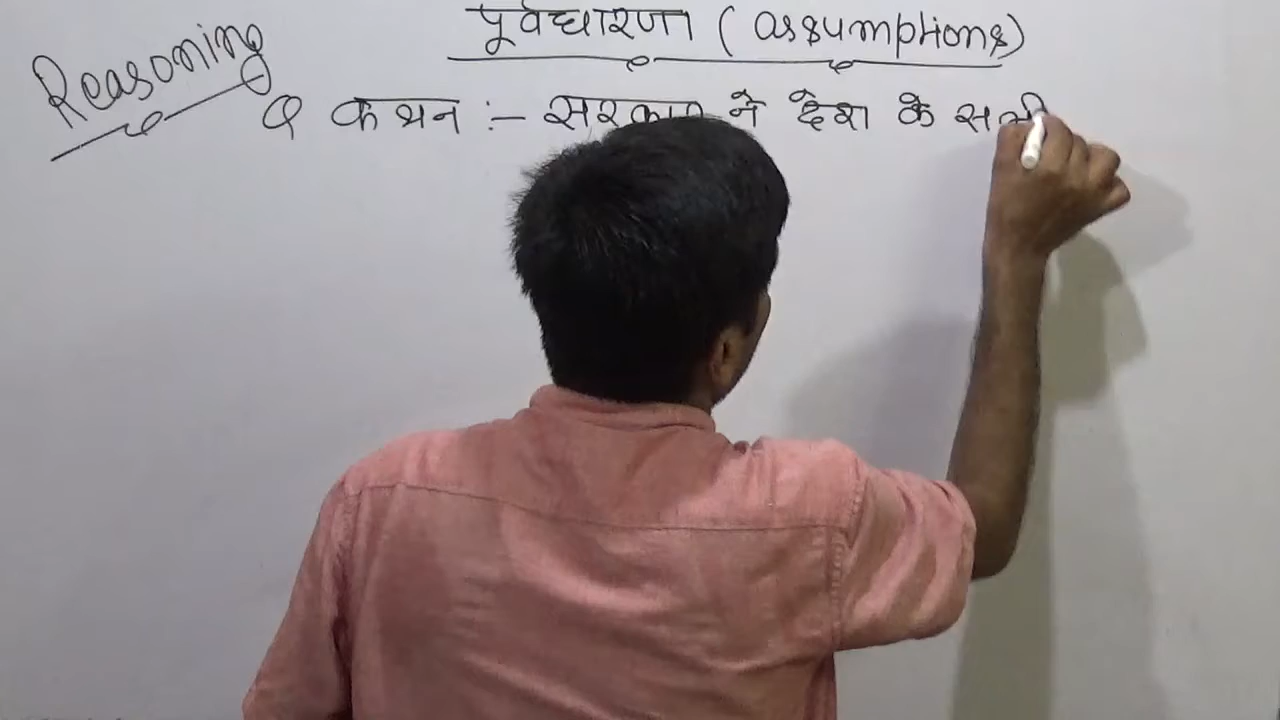 पूर्वधारणा (assumptions)
Reasoning
Q कथन :- सरकार ने देश के सभी